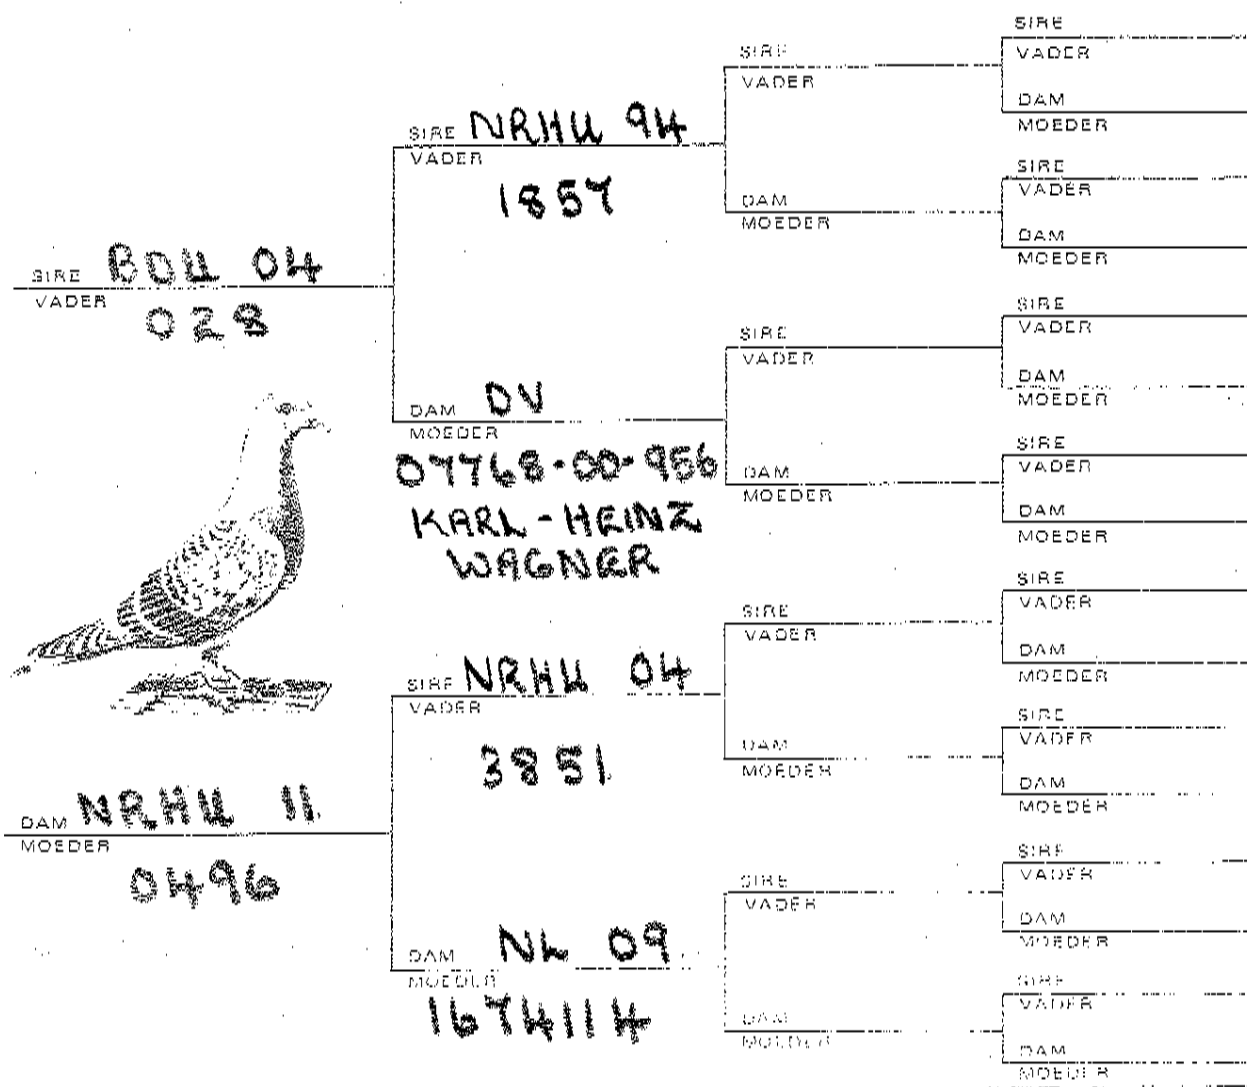 SIRE BOU 04
VADER
028
DAM NRHU 11
MOEDER
0496
SIRE NRHU 94
VADER
1857
DAM DV
MOEDER
07768-00-956
KARL-HEINZ
WAGNER
SIRE NRHU 04
VADER
3851
DAM NL 09
MOEDER
1674114
SIRE
VADER
DAM
MOEDER
SIRE
VADER
DAM
MOEDER
SIRE
VADER
DAM
MOEDER
SIRE
VADER
DAM
MOEDER
SIRE
VADER
DAM
MOEDER
SIRE
VADER
DAM
MOEDER
SIRE
VADER
DAM
MOEDER
SIRE
VADER
DAM
MOEDER
SIRE
VADER
DAM
MOEDER
SIRE
VADER
DAM
MOEDER
SIRE
VADER
DAM
MOEDER
SIRE
VADER
DAM
MOEDER